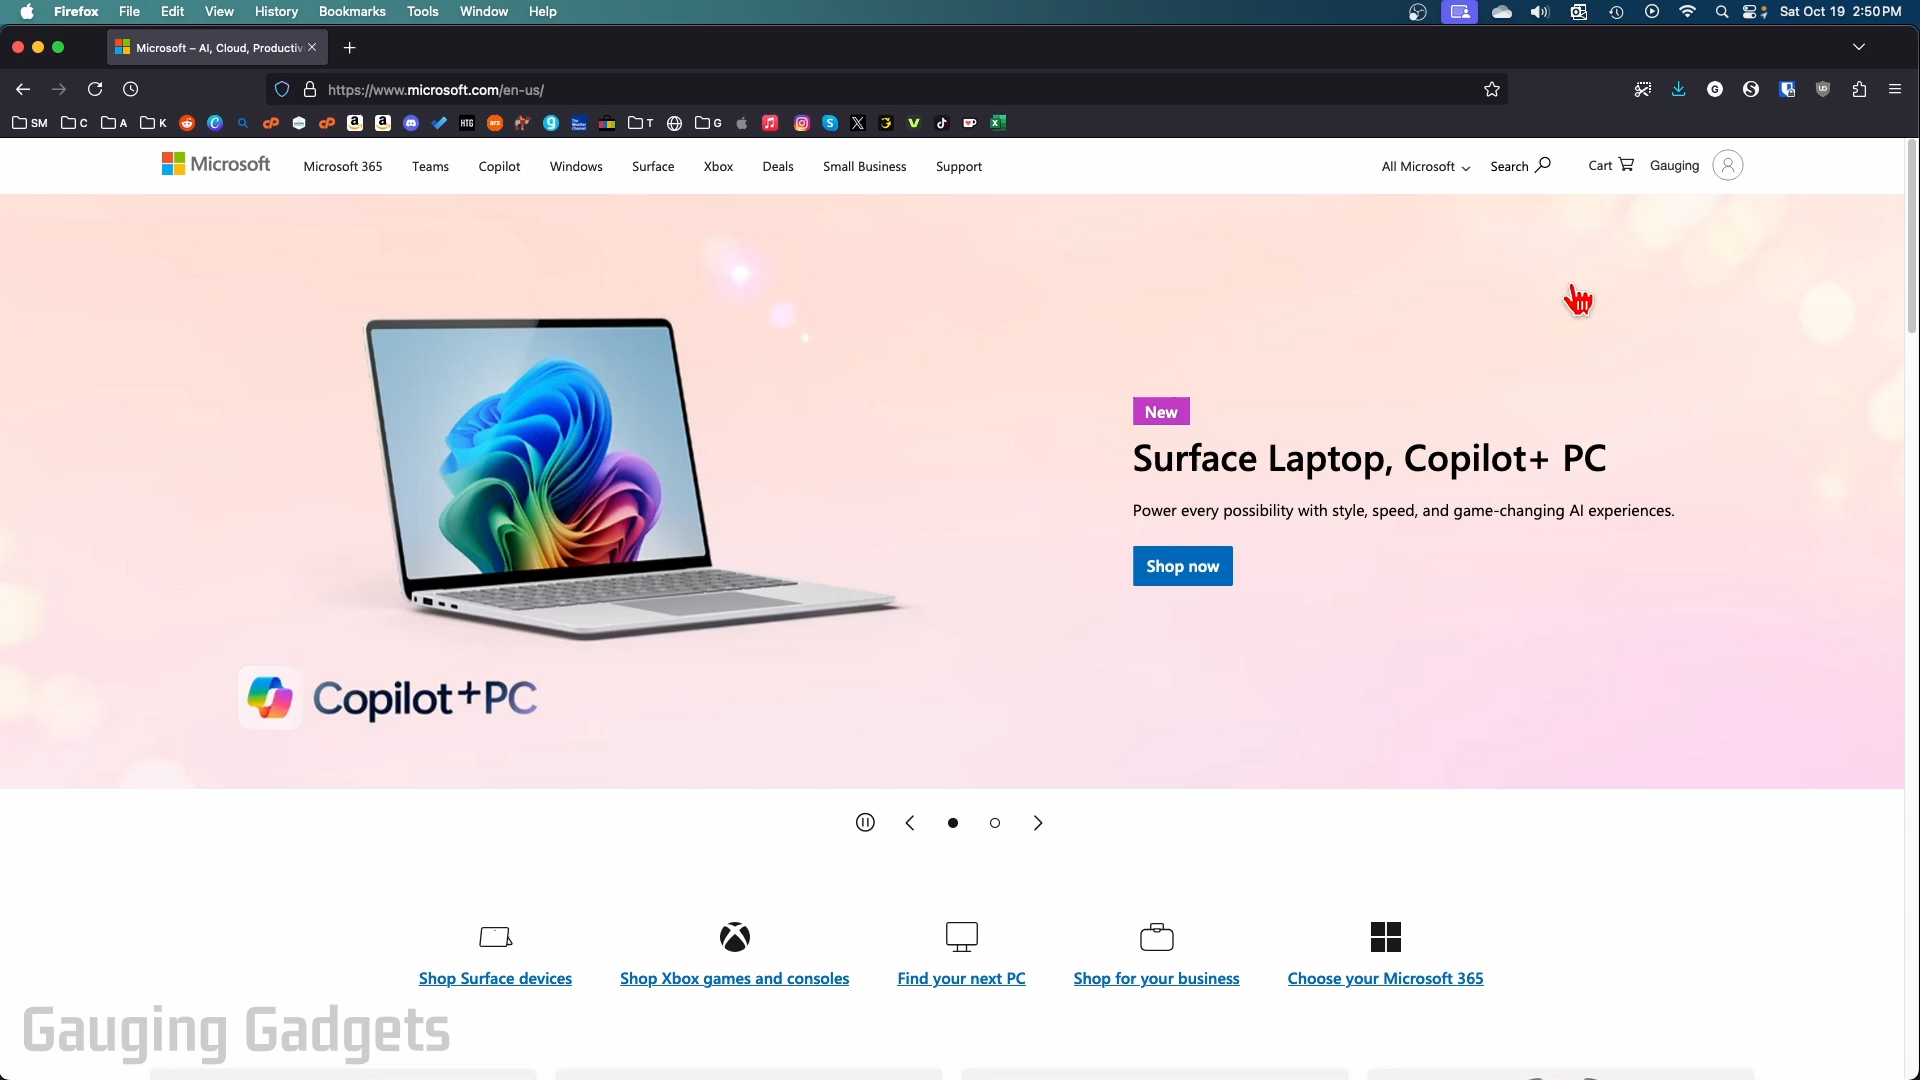 Firefox File Edit View History Bookmarks Tools Window Help Sat Oct 19 2:50 PM
Microsoft – AI, Cloud, Productiv
https://www.microsoft.com/en-us/
SM C A K HTG T G
Microsoft Microsoft 365 Teams Copilot Windows Surface Xbox Deals Small Business Support All Microsoft Search Cart Gauging
New
Surface Laptop, Copilot+ PC
Power every possibility with style, speed, and game-changing AI experiences.
Shop now
Copilot+PC
Shop Surface devices Shop Xbox games and consoles Find your next PC Shop for your business Choose your Microsoft 365
Gauging Gadgets